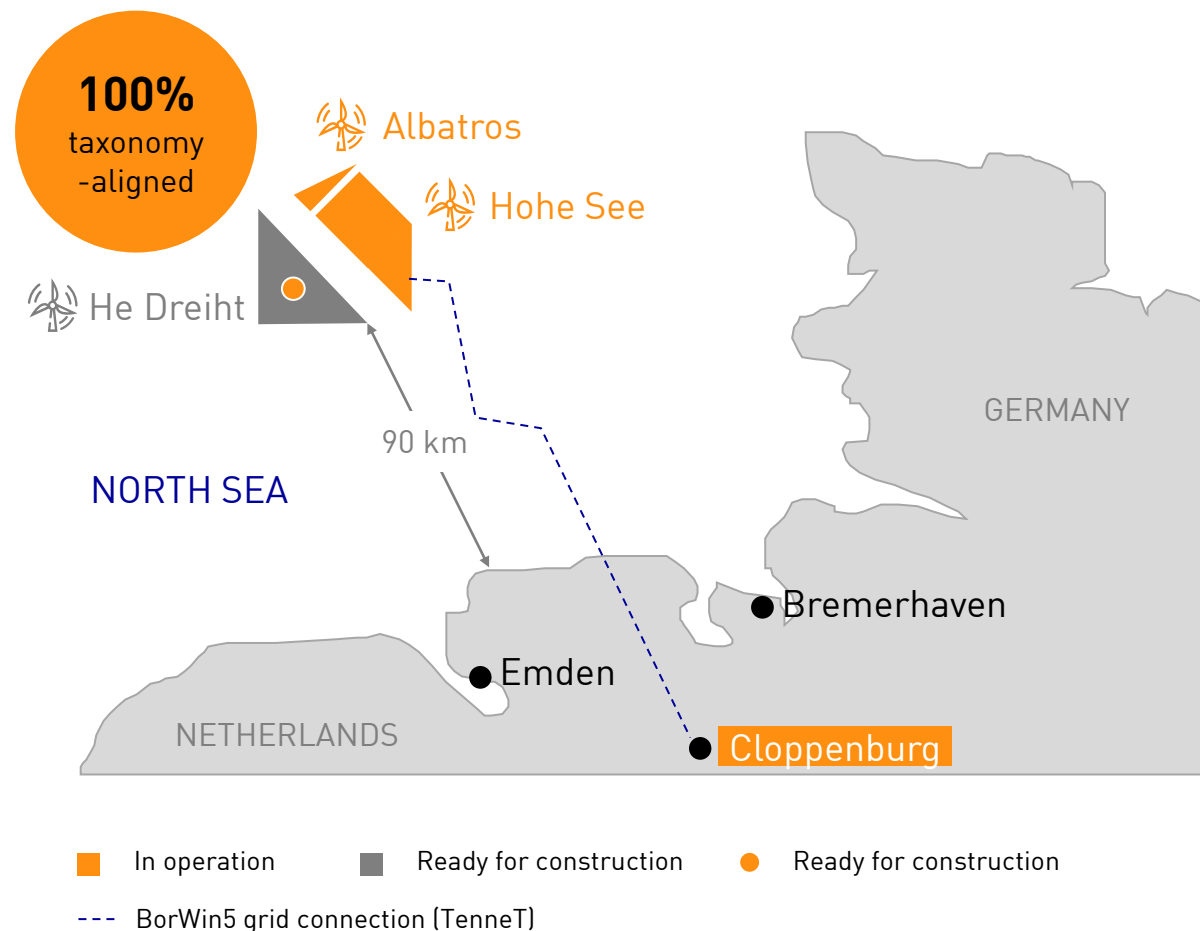 100%
taxonomy
-aligned
Albatros
Hohe See
He Dreiht
90 km
GERMANY
NORTH SEA
Bremerhaven
Emden
NETHERLANDS
Cloppenburg
In operation
Ready for construction
Ready for construction
BorWin5 grid connection (TenneT)